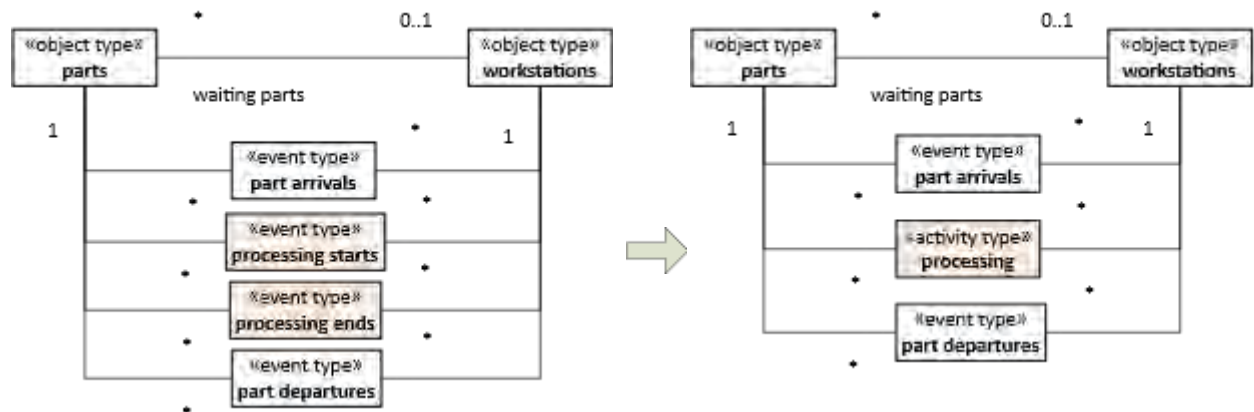 * 0..1
«object type»
parts
«object type»
workstations
waiting parts
1 * 1
«event type»
part arrivals
* *
«event type»
processing starts
* *
«event type»
processing ends
* *
«event type»
part departures
*
* 0..1
«object type»
parts
«object type»
workstations
waiting parts
1 * 1
«event type»
part arrivals
* *
«activity type»
processing
* *
«event type»
part departures
*